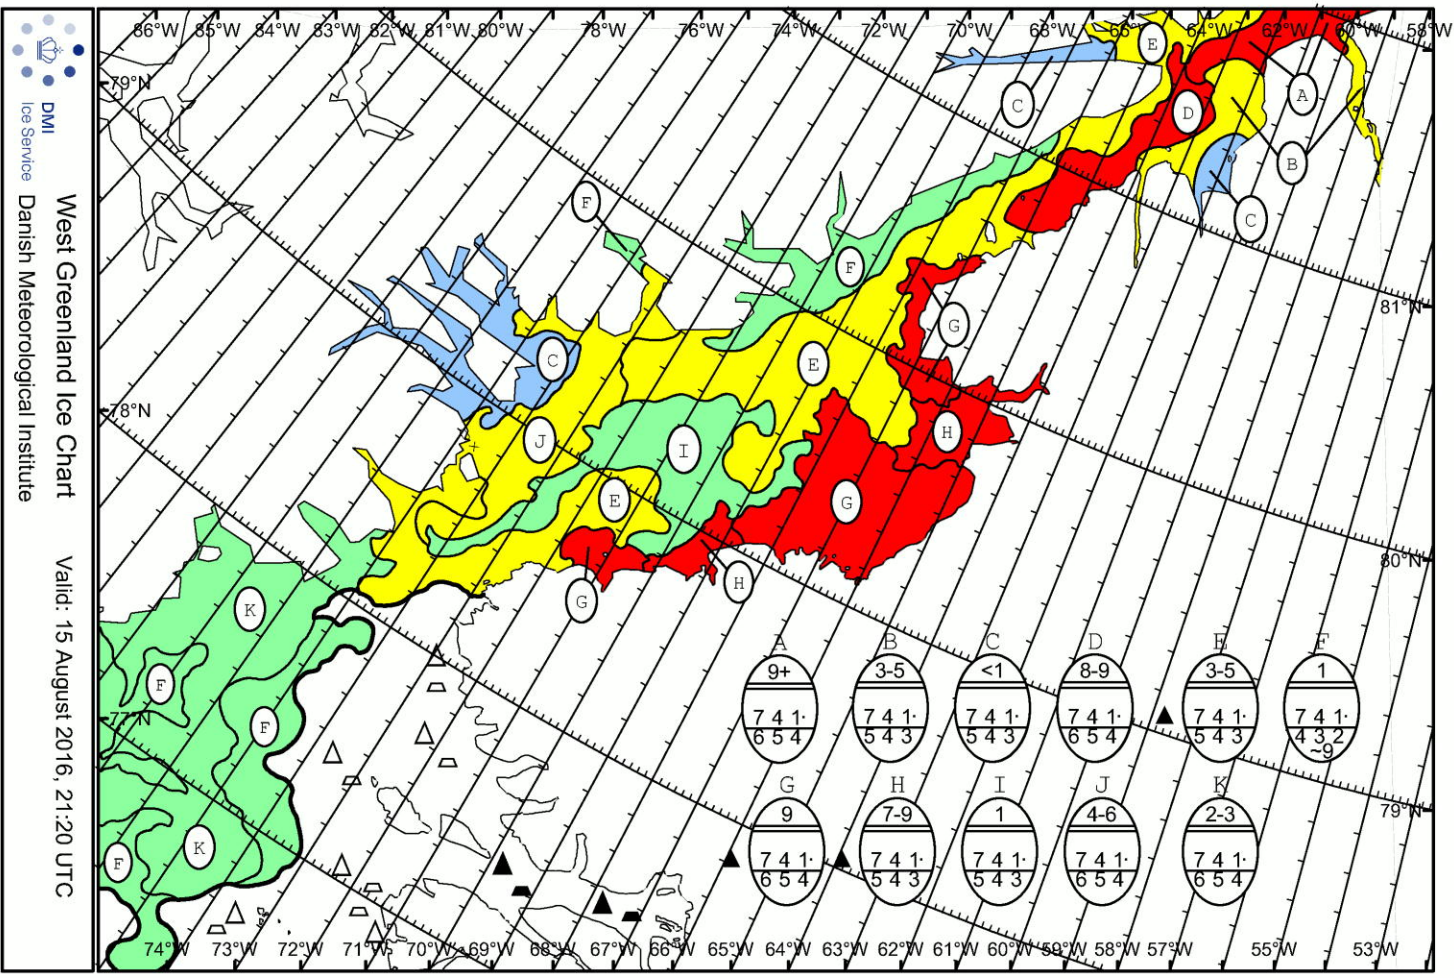 West Greenland Ice Chart
Valid: 15 August 2016, 21:20 UTC
DMI
Ice Service
Danish Meteorological Institute
86°W 85°W 84°W 83°W 82°W 80°W 78°W 76°W 74°W 72°W 70°W 68°W 66°W 64°W 62°W 60°W 58°W
79°N
78°N
77°N
81°N
80°N
79°N
E
C
A
D
B
C
F
F
G
C
E
H
J
I
E
G
G
H
K
F
F
K
F
A B C D E F
9+ 3-5 <1 8-9 3-5 1
7 4 1· 7 4 1· 7 4 1· 7 4 1· 7 4 1· 7 4 1·
6 5 4 5 4 3 5 4 3 6 5 4 5 4 3 4 3 2
~9
G H I J K
9 7-9 1 4-6 2-3
7 4 1· 7 4 1· 7 4 1· 7 4 1· 7 4 1·
6 5 4 5 4 3 5 4 3 6 5 4 5 4 3
74°W 73°W 72°W 71°W 70°W 69°W 68°W 67°W 66°W 65°W 64°W 63°W 62°W 61°W 60°W 59°W 58°W 57°W 55°W 53°W